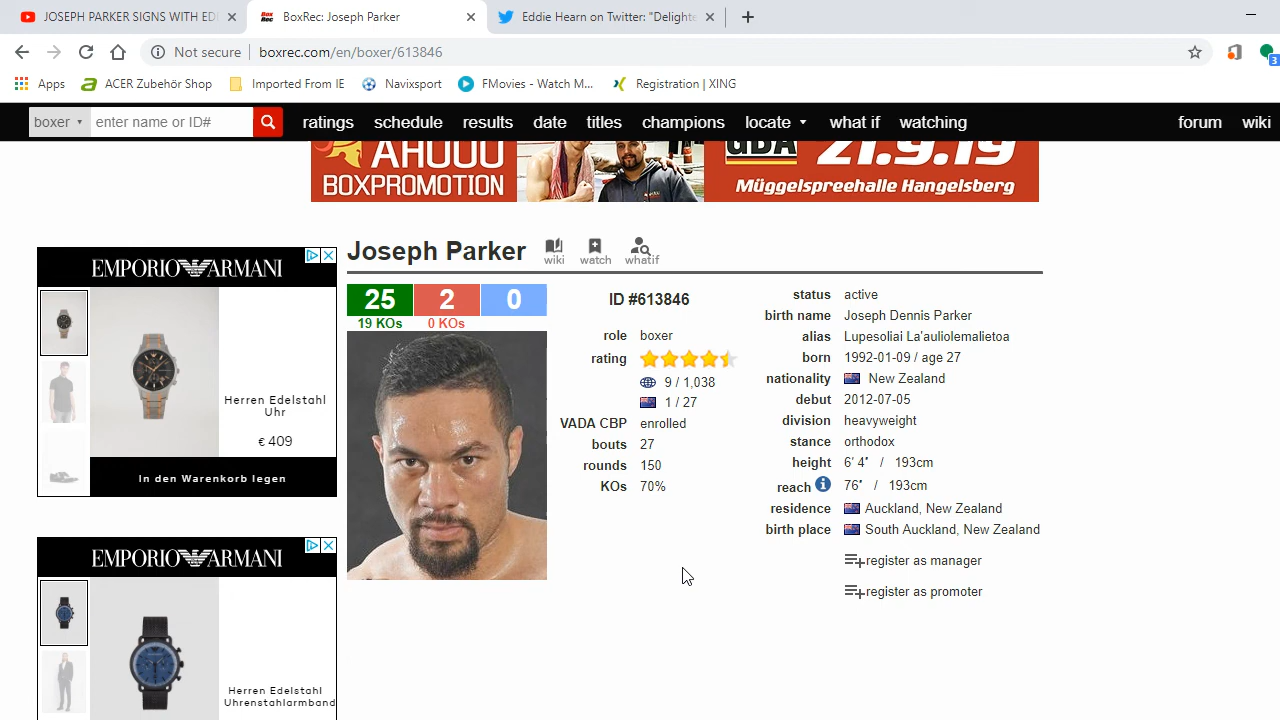 JOSEPH PARKER SIGNS WITH ED
BoxRec: Joseph Parker
Eddie Hearn on Twitter: "Delighte
Not secure
boxrec.com/en/boxer/613846
3
Apps
ACER Zubehör Shop
Imported From IE
Navixsport
FMovies - Watch M...
Registration | XING
boxer
enter name or ID#
ratings
schedule
results
date
titles
champions
locate
what if
watching
forum
wiki
AHUUU
BOXPROMOTION
GBA
21.9.19
Müggelspreehalle Hangelsberg
EMPORIO ARMANI
Herren Edelstahl
Uhr
€ 409
In den Warenkorb legen
EMPORIO ARMANI
Herren Edelstahl
Uhrenstahlarmband
Joseph Parker
wiki
watch
whatif
25 2 0
19 KOs 0 KOs
ID #613846
role boxer
rating
9 / 1,038
1 / 27
VADA CBP enrolled
bouts 27
rounds 150
KOs 70%
status active
birth name Joseph Dennis Parker
alias Lupesoliai La'auliolemalietoa
born 1992-01-09 / age 27
nationality New Zealand
debut 2012-07-05
division heavyweight
stance orthodox
height 6′ 4″ / 193cm
reach 76″ / 193cm
residence Auckland, New Zealand
birth place South Auckland, New Zealand
register as manager
register as promoter